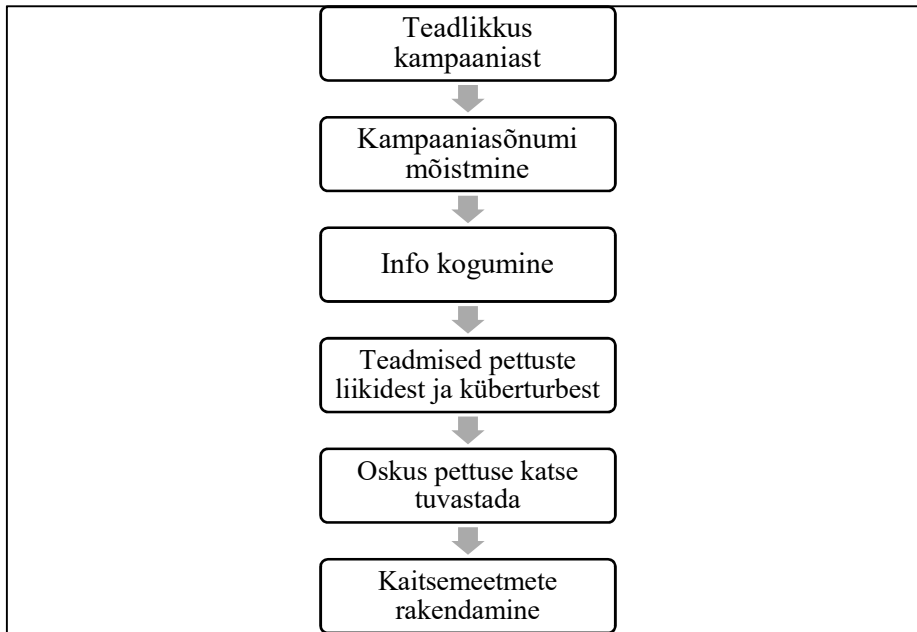 Teadlikkus
kampaaniast
Kampaaniasõnumi
mõistmine
Info kogumine
Teadmised pettuste
liikidest ja küberturbest
Oskus pettuse katse
tuvastada
Kaitsemeetmete
rakendamine